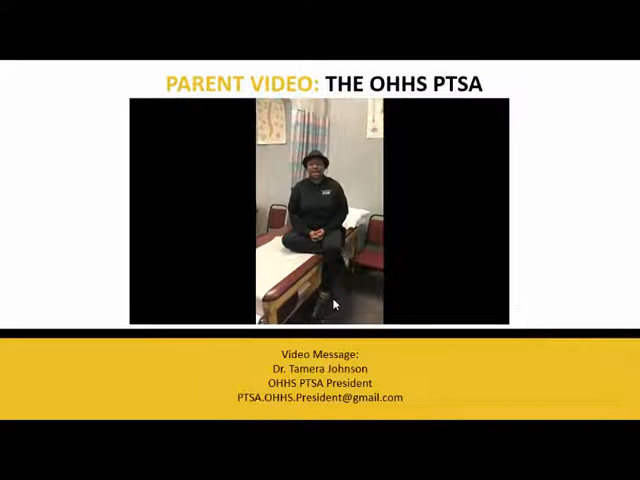 PARENT VIDEO: THE OHHS PTSA
Video Message:
Dr. Tamera Johnson
OHHS PTSA President
PTSA.OHHS.President@gmail.com